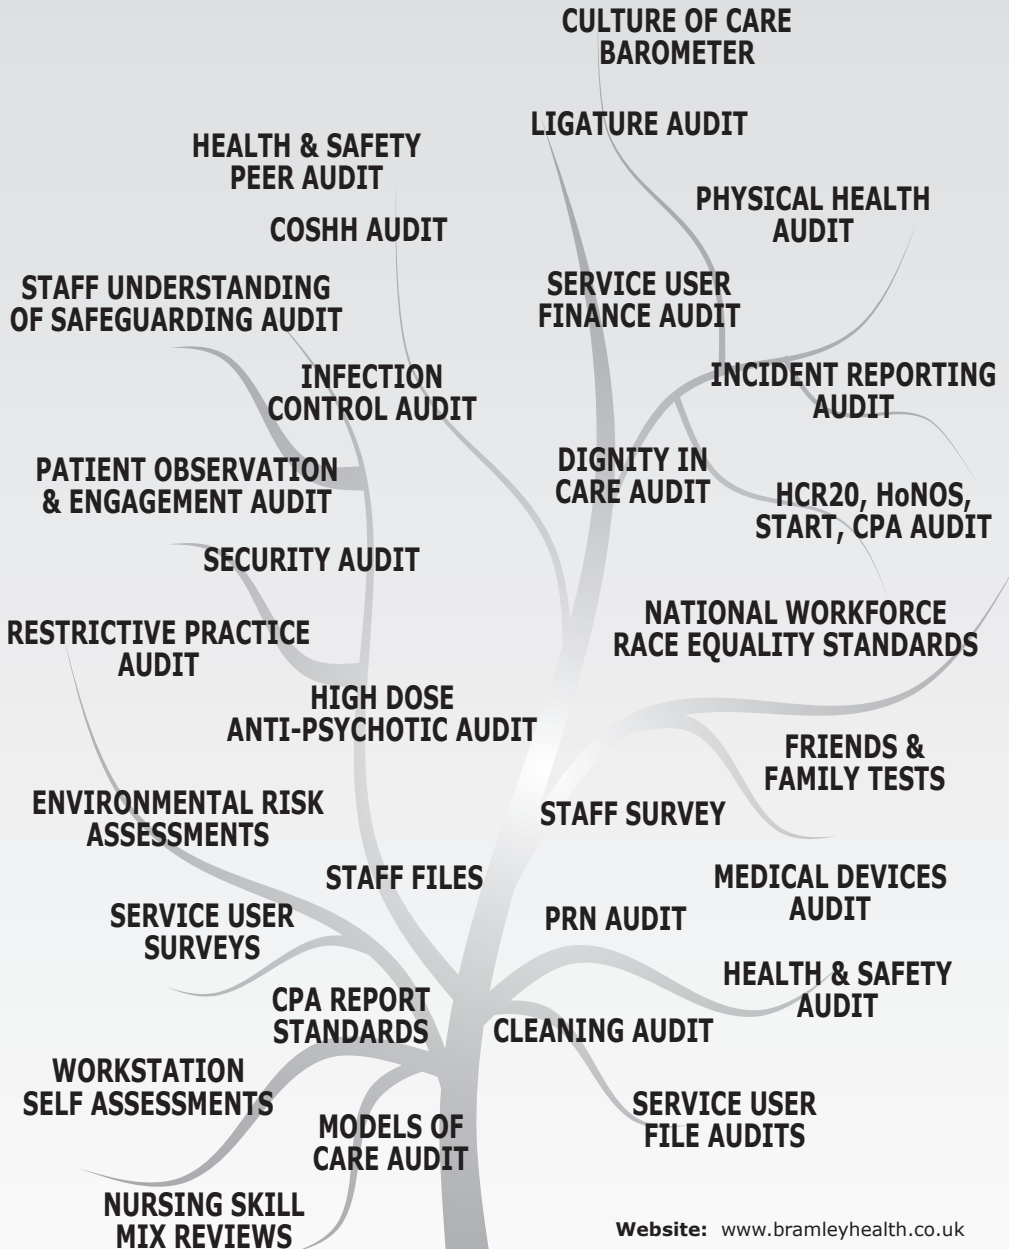 CULTURE OF CARE
BAROMETER
LIGATURE AUDIT
HEALTH & SAFETY
PEER AUDIT
PHYSICAL HEALTH
AUDIT
COSHH AUDIT
STAFF UNDERSTANDING
OF SAFEGUARDING AUDIT
SERVICE USER
FINANCE AUDIT
INFECTION
CONTROL AUDIT
INCIDENT REPORTING
AUDIT
PATIENT OBSERVATION
& ENGAGEMENT AUDIT
DIGNITY IN
CARE AUDIT
HCR20, HoNOS,
START, CPA AUDIT
SECURITY AUDIT
RESTRICTIVE PRACTICE
AUDIT
NATIONAL WORKFORCE
RACE EQUALITY STANDARDS
HIGH DOSE
ANTI-PSYCHOTIC AUDIT
FRIENDS &
FAMILY TESTS
ENVIRONMENTAL RISK
ASSESSMENTS
STAFF SURVEY
STAFF FILES
MEDICAL DEVICES
AUDIT
SERVICE USER
SURVEYS
PRN AUDIT
HEALTH & SAFETY
AUDIT
CPA REPORT
STANDARDS
CLEANING AUDIT
WORKSTATION
SELF ASSESSMENTS
SERVICE USER
FILE AUDITS
MODELS OF
CARE AUDIT
NURSING SKILL
MIX REVIEWS
Website: www.bramleyhealth.co.uk